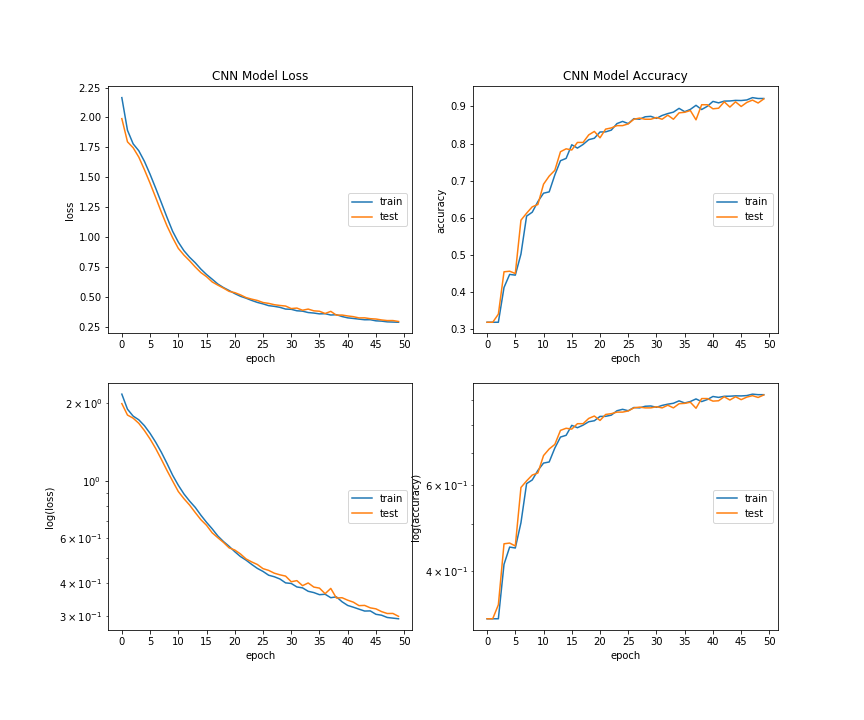 CNN Model Loss
2.25
2.00
1.75
1.50
1.25
1.00
0.75
0.50
0.25
loss
train
test
0 5 10 15 20 25 30 35 40 45 50
epoch
CNN Model Accuracy
0.9
0.8
0.7
0.6
0.5
0.4
0.3
accuracy
train
test
0 5 10 15 20 25 30 35 40 45 50
epoch
2 × 10⁰
10⁰
6 × 10⁻¹
4 × 10⁻¹
3 × 10⁻¹
log(loss)
train
test
0 5 10 15 20 25 30 35 40 45 50
epoch
6 × 10⁻¹
4 × 10⁻¹
log(accuracy)
train
test
0 5 10 15 20 25 30 35 40 45 50
epoch